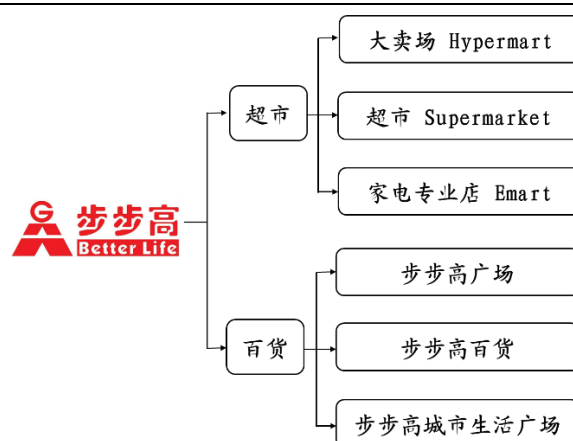 步步高
Better Life
超市
大卖场 Hypermart
超市 Supermarket
家电专业店 Emart
百货
步步高广场
步步高百货
步步高城市生活广场